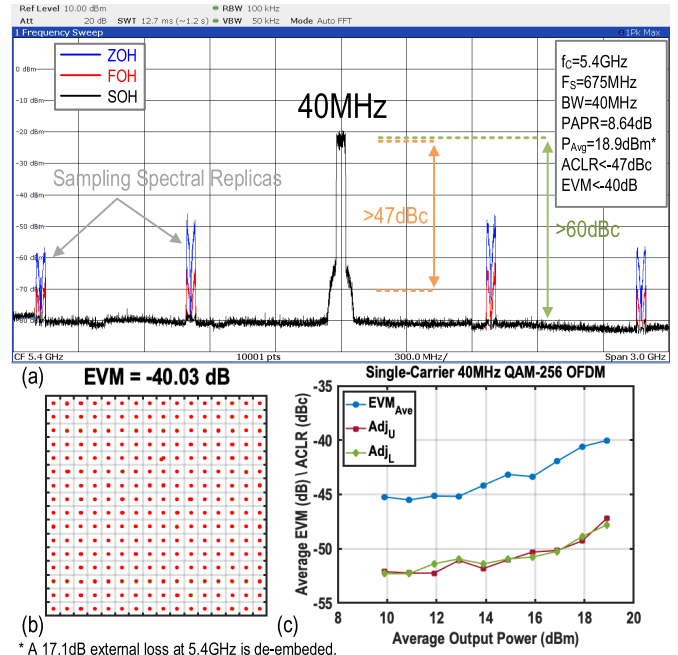 Ref Level 10.00 dBm RBW 100 kHz
Att 20 dB SWT 12.7 ms (~1.2 s) VBW 50 kHz Mode Auto FFT
1 Frequency Sweep 1Pk Max
ZOH
FOH
SOH
0 dBm
-10 dBm
-20 dBm
-30 dBm
-40 dBm
-50 dBm
-60 dBm
-70 dBm
40MHz
fC=5.4GHz
FS=675MHz
BW=40MHz
PAPR=8.64dB
PAvg=18.9dBm*
ACLR<-47dBc
EVM<-40dB
Sampling Spectral Replicas
>47dBc
>60dBc
CF 5.4 GHz 10001 pts 300.0 MHz/ Span 3.0 GHz
(a)
EVM = -40.03 dB
(b)
Single-Carrier 40MHz QAM-256 OFDM
EVMAve
AdjU
AdjL
Average EVM (dB) \ ACLR (dBc)
-35
-40
-45
-50
-55
8 10 12 14 16 18 20
Average Output Power (dBm)
(c)
* A 17.1dB external loss at 5.4GHz is de-embeded.